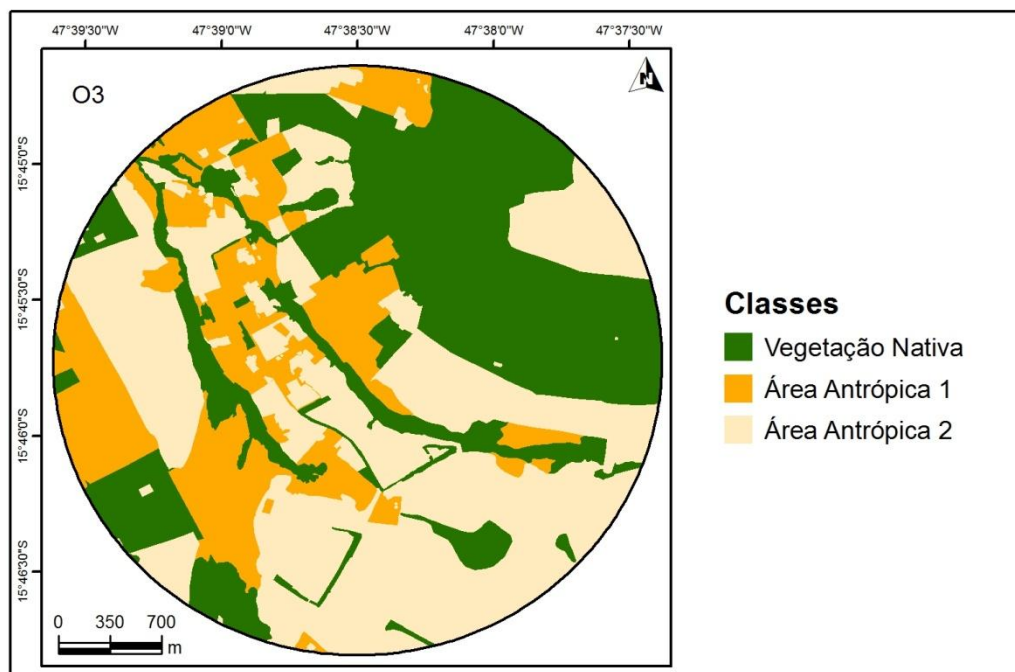 47°39'30"W 47°39'0"W 47°38'30"W 47°38'0"W 47°37'30"W
O3
N
15°45'0"S
15°45'30"S
15°46'0"S
15°46'30"S
Classes
Vegetação Nativa
Área Antrópica 1
Área Antrópica 2
0 350 700
m